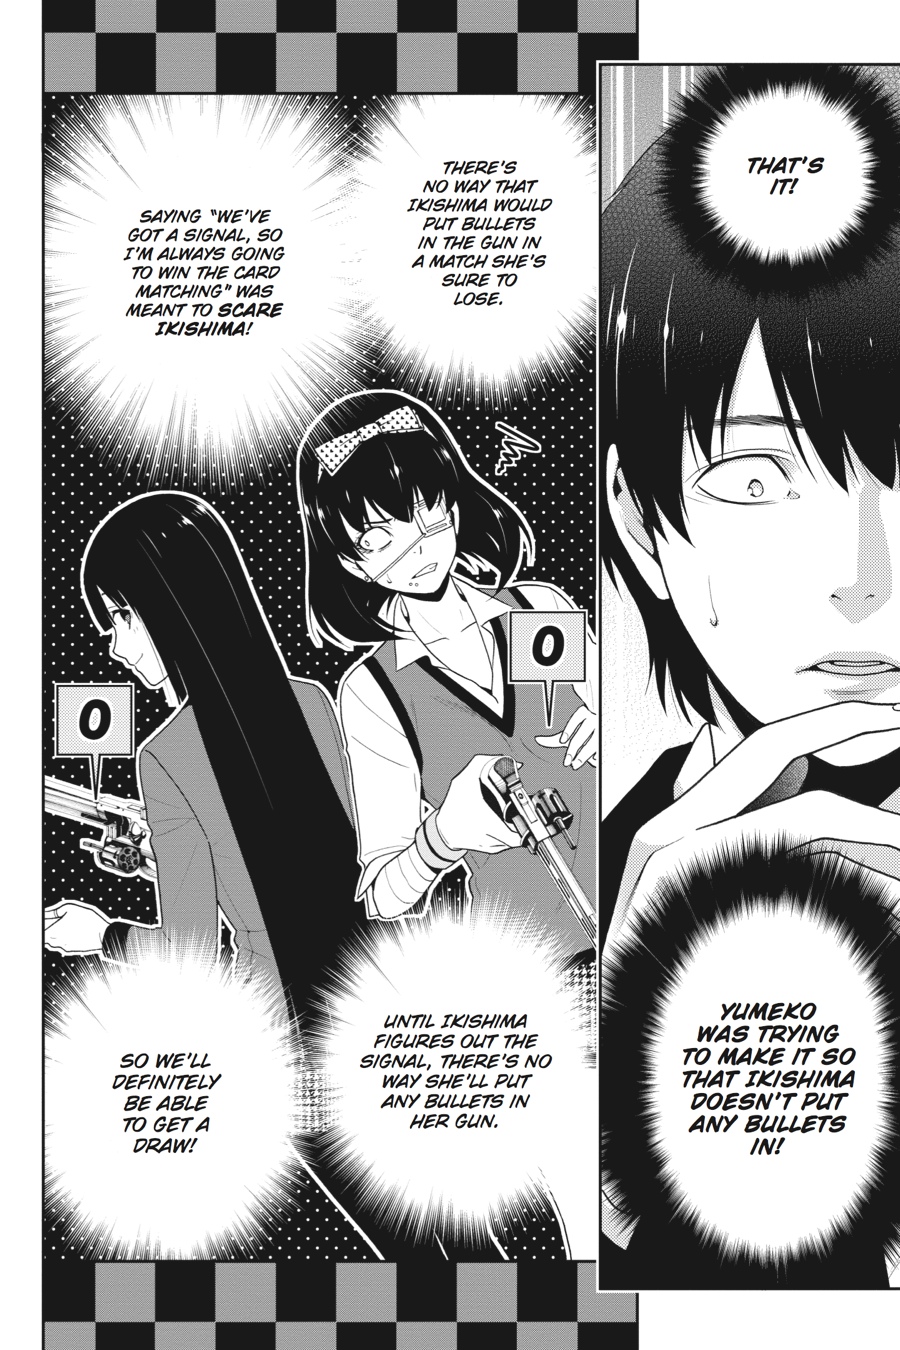 THAT'S
IT!
YUMEKO
WAS TRYING
TO MAKE IT SO
THAT IKISHIMA
DOESN'T PUT
ANY BULLETS
IN!
THERE'S
NO WAY THAT
IKISHIMA WOULD
PUT BULLETS
IN THE GUN IN
A MATCH SHE'S
SURE TO
LOSE.
SAYING "WE'VE
GOT A SIGNAL, SO
I'M ALWAYS GOING
TO WIN THE CARD
MATCHING" WAS
MEANT TO SCARE
IKISHIMA!
0
0
UNTIL IKISHIMA
FIGURES OUT THE
SIGNAL, THERE'S NO
WAY SHE'LL PUT
ANY BULLETS IN
HER GUN.
SO WE'LL
DEFINITELY
BE ABLE
TO GET A
DRAW!